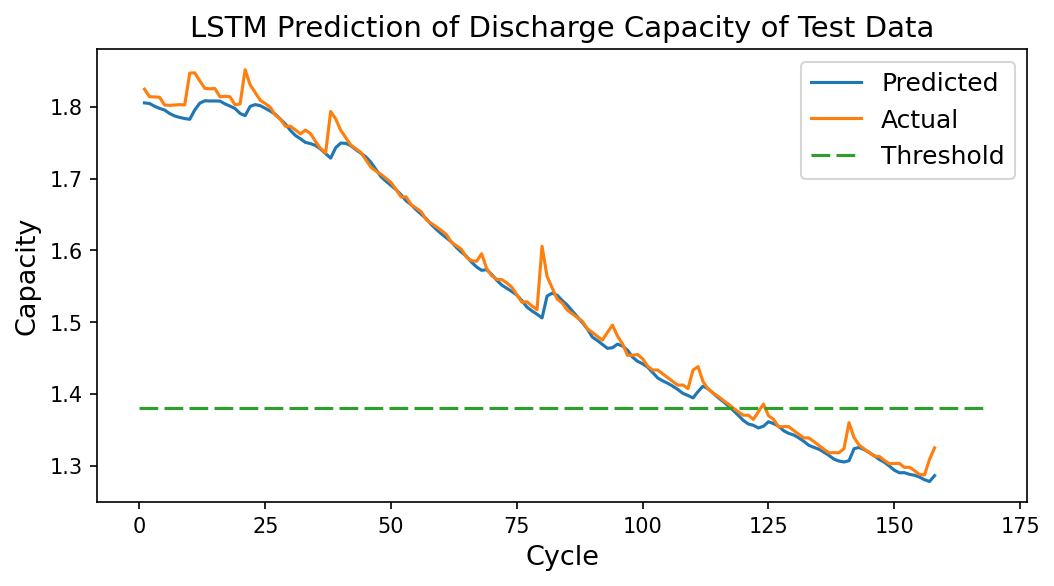 LSTM Prediction of Discharge Capacity of Test Data
Predicted
Actual
Threshold
Capacity
1.8
1.7
1.6
1.5
1.4
1.3
0 25 50 75 100 125 150 175
Cycle